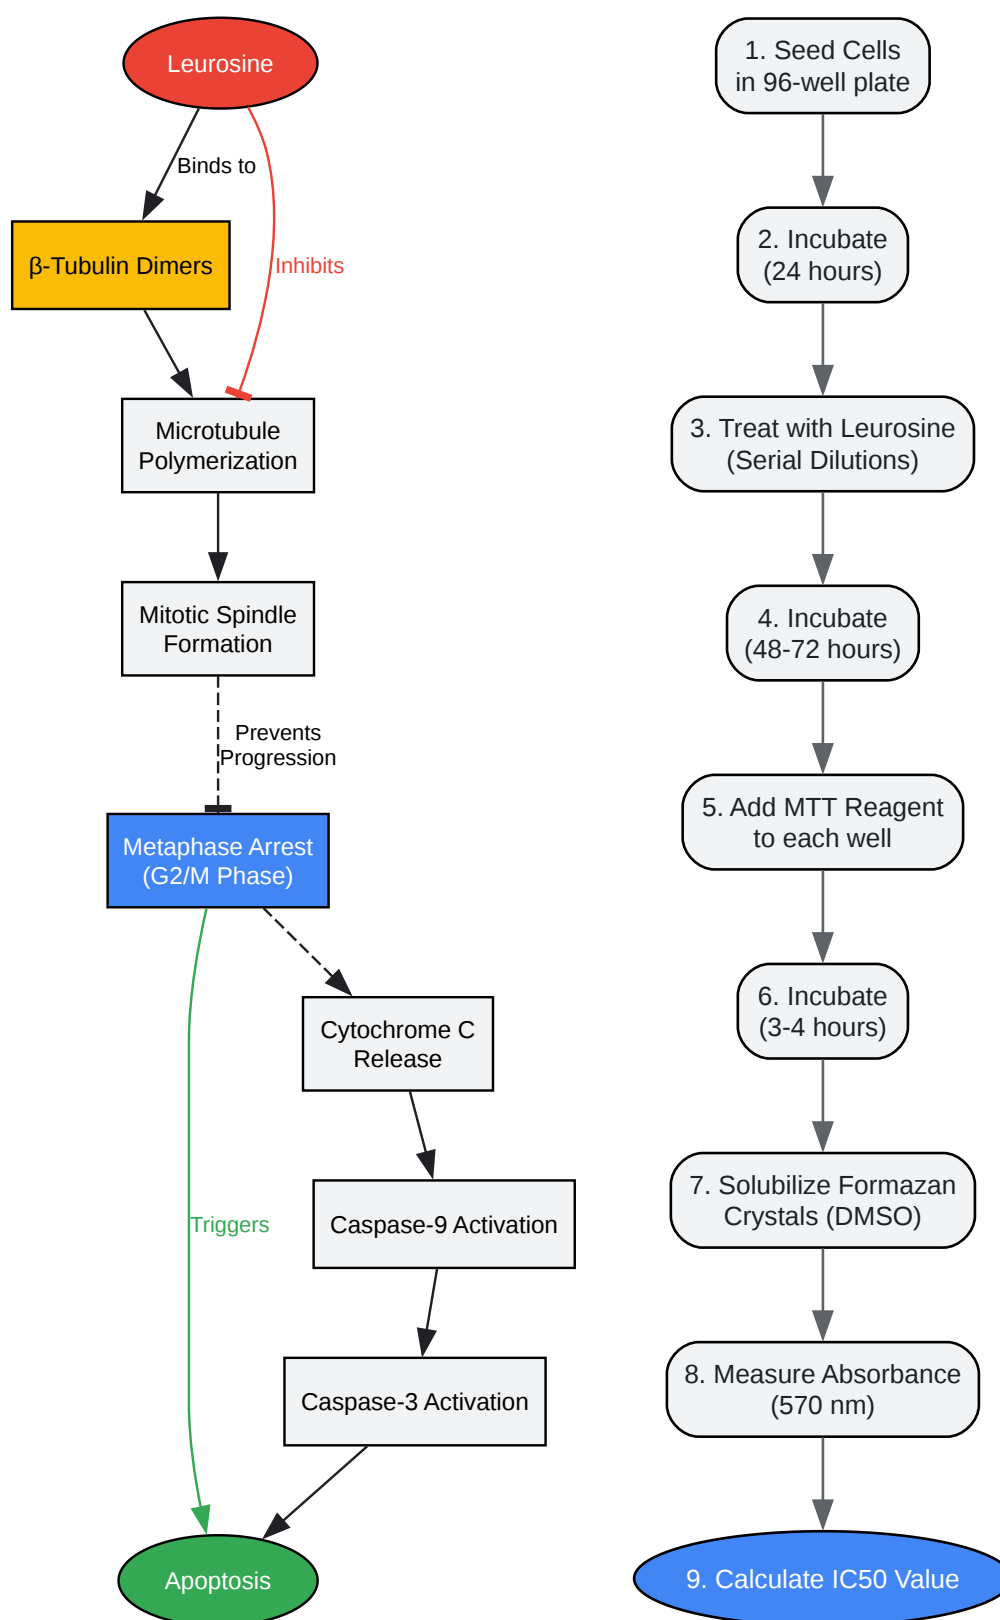 Leurosine
Binds to
Inhibits
β-Tubulin Dimers
Microtubule
Polymerization
Mitotic Spindle
Formation
Prevents
Progression
Metaphase Arrest
(G2/M Phase)
Cytochrome C
Release
Triggers
Caspase-9 Activation
Caspase-3 Activation
Apoptosis
1. Seed Cells
in 96-well plate
2. Incubate
(24 hours)
3. Treat with Leurosine
(Serial Dilutions)
4. Incubate
(48-72 hours)
5. Add MTT Reagent
to each well
6. Incubate
(3-4 hours)
7. Solubilize Formazan
Crystals (DMSO)
8. Measure Absorbance
(570 nm)
9. Calculate IC50 Value